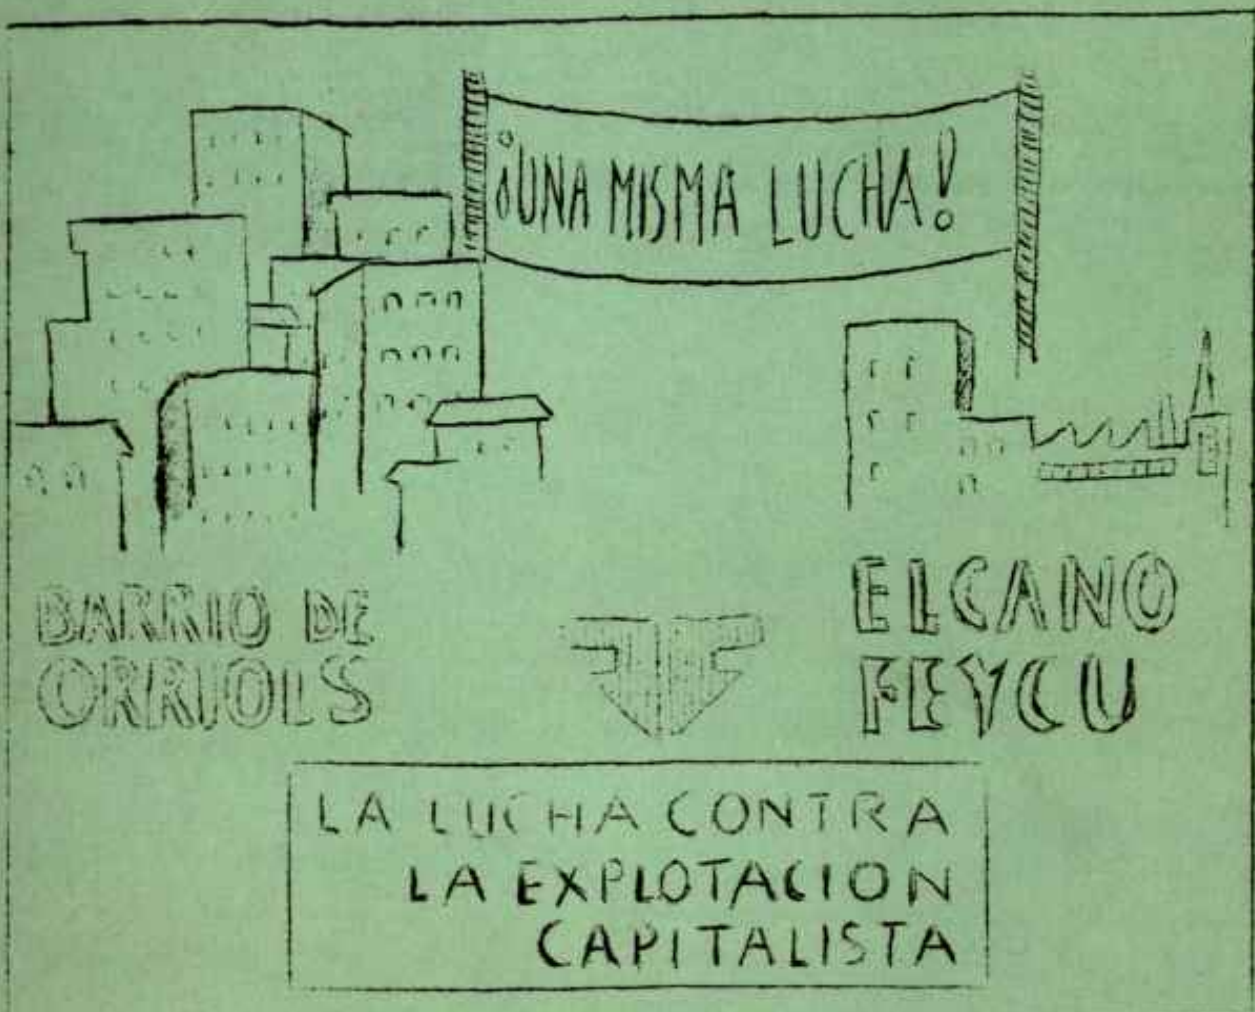 ¡UNA MISMA LUCHA!
BARRIO DE
ORRIOLS
ELCANO
FEYCU
LA LUCHA CONTRA
LA EXPLOTACION
CAPITALISTA